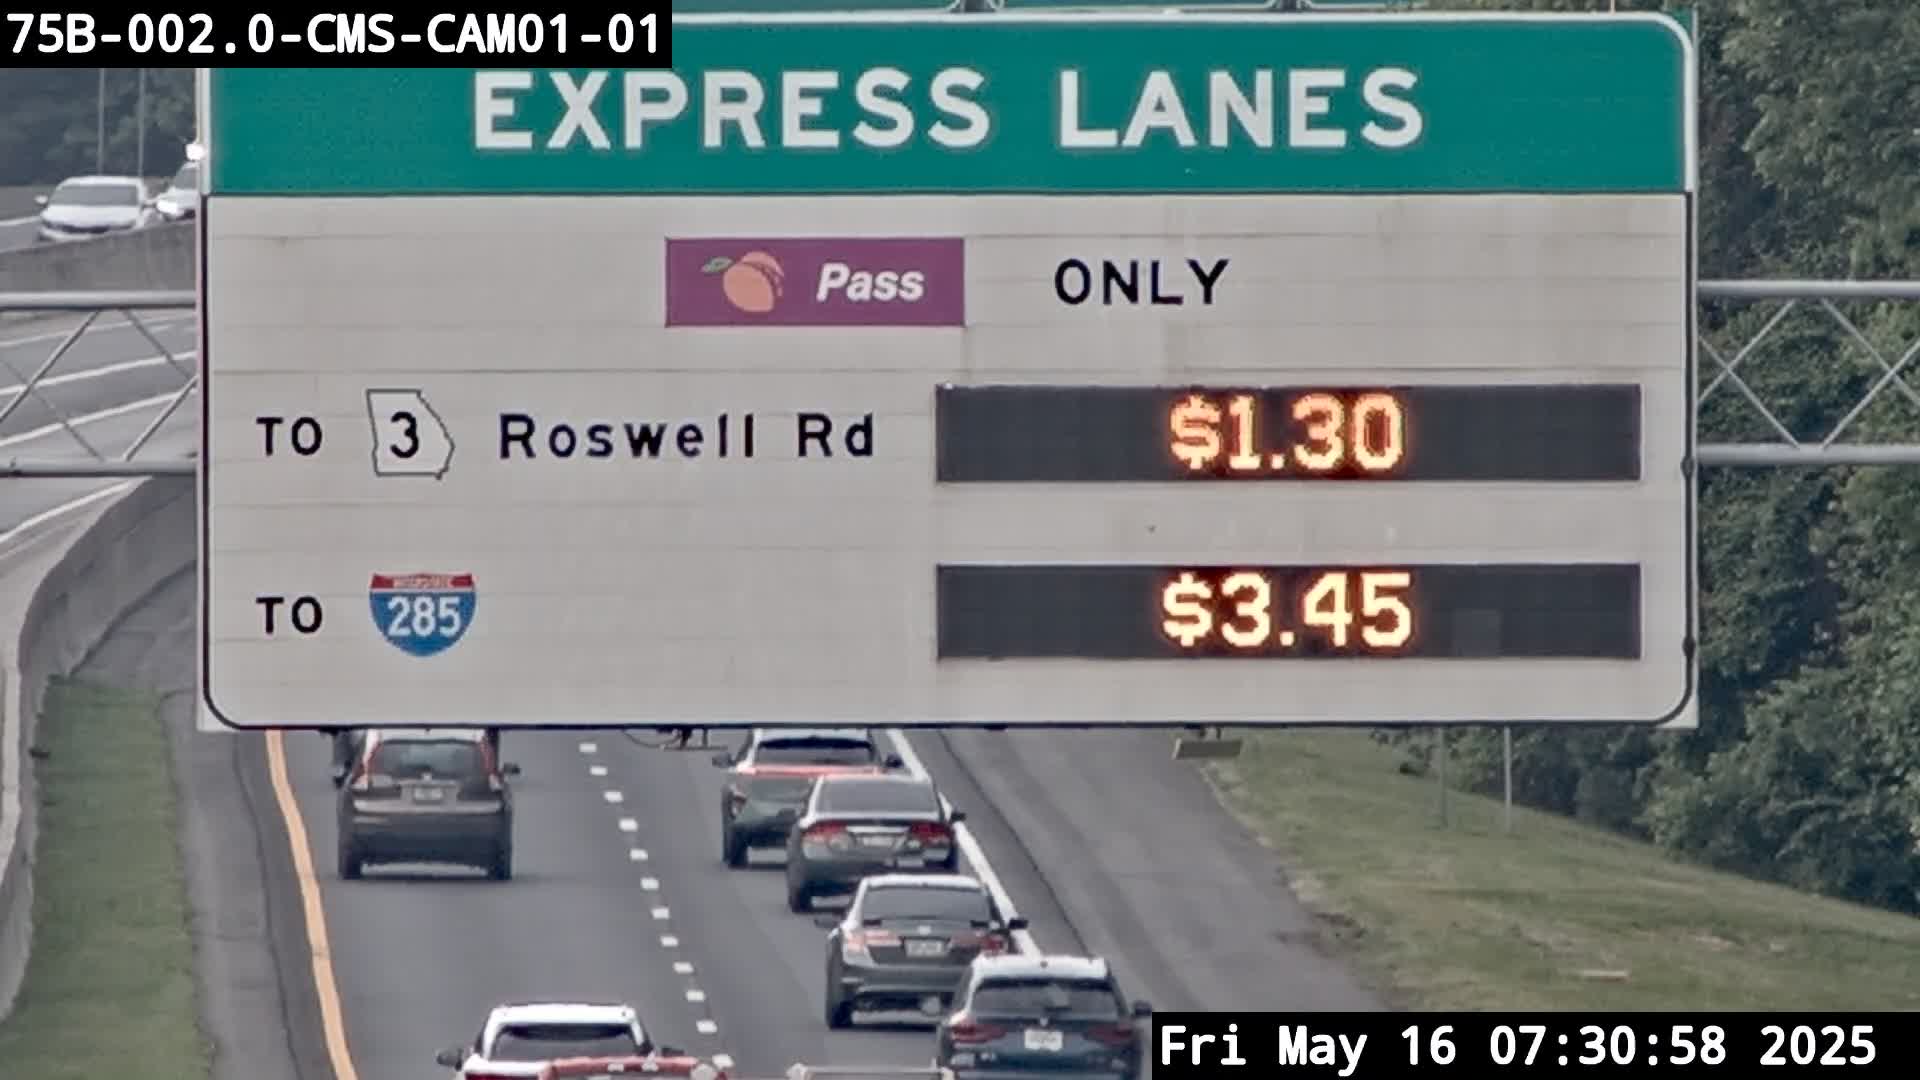 75B-002.0-CMS-CAM01-01
EXPRESS LANES
Pass ONLY
TO 3 Roswell Rd $1.30
INTERSTATE
TO 285 $3.45
Fri May 16 07:30:58 2025